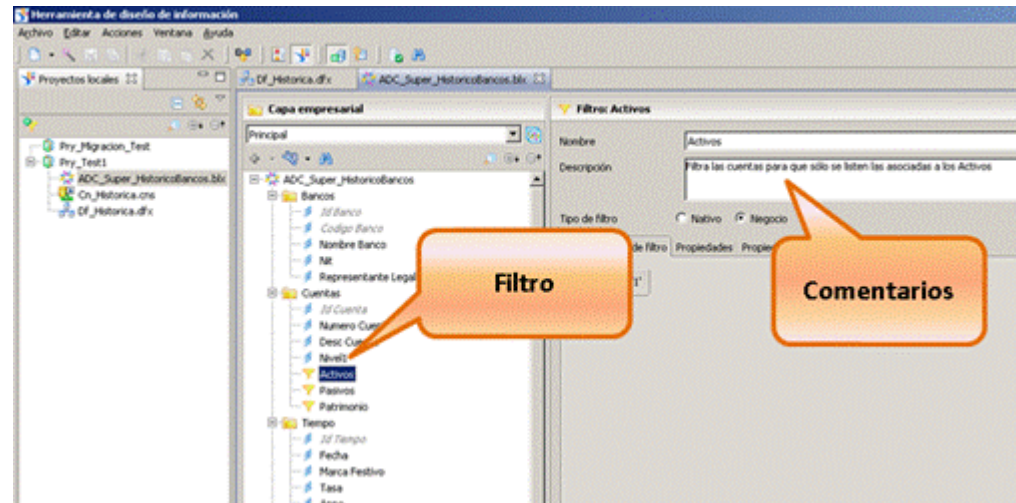 Herramienta de diseño de información
Archivo Editar Acciones Ventana Ayuda
Proyectos locales
Df_Historica.dfx
ADC_Super_HistoricoBancos.blx
Pry_Migracion_Test
Pry_Test1
ADC_Super_HistoricoBancos.blx
Cn_Historica.cns
Df_Historica.dfx
Capa empresarial
Principal
ADC_Super_HistoricoBancos
Bancos
Id Banco
Codigo Banco
Nombre Banco
Nit
Representante Legal
Cuentas
Id Cuenta
Numero
Desc
Nivel1
Activos
Pasivos
Patrimonio
Tiempo
Id Tiempo
Fecha
Marca Festivo
Tasa
Filtro: Activos
Nombre
Activos
Descripción
Filtra las cuentas para que sólo se listen las asociadas a los Activos
Tipo de filtro
Nativo
Negocio
de filtro
Propiedades
Filtro
Comentarios